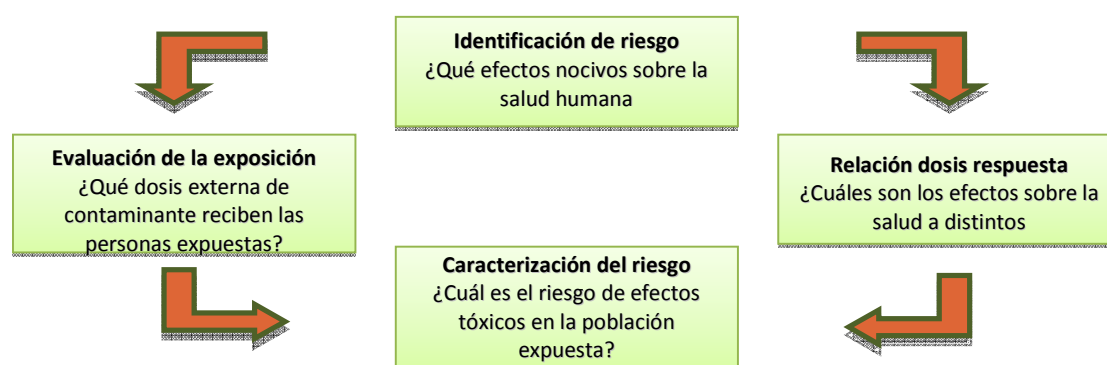 Identificación de riesgo
¿Qué efectos nocivos sobre la
salud humana
Evaluación de la exposición
¿Qué dosis externa de
contaminante reciben las
personas expuestas?
Relación dosis respuesta
¿Cuáles son los efectos sobre la
salud a distintos
Caracterización del riesgo
¿Cuál es el riesgo de efectos
tóxicos en la población
expuesta?